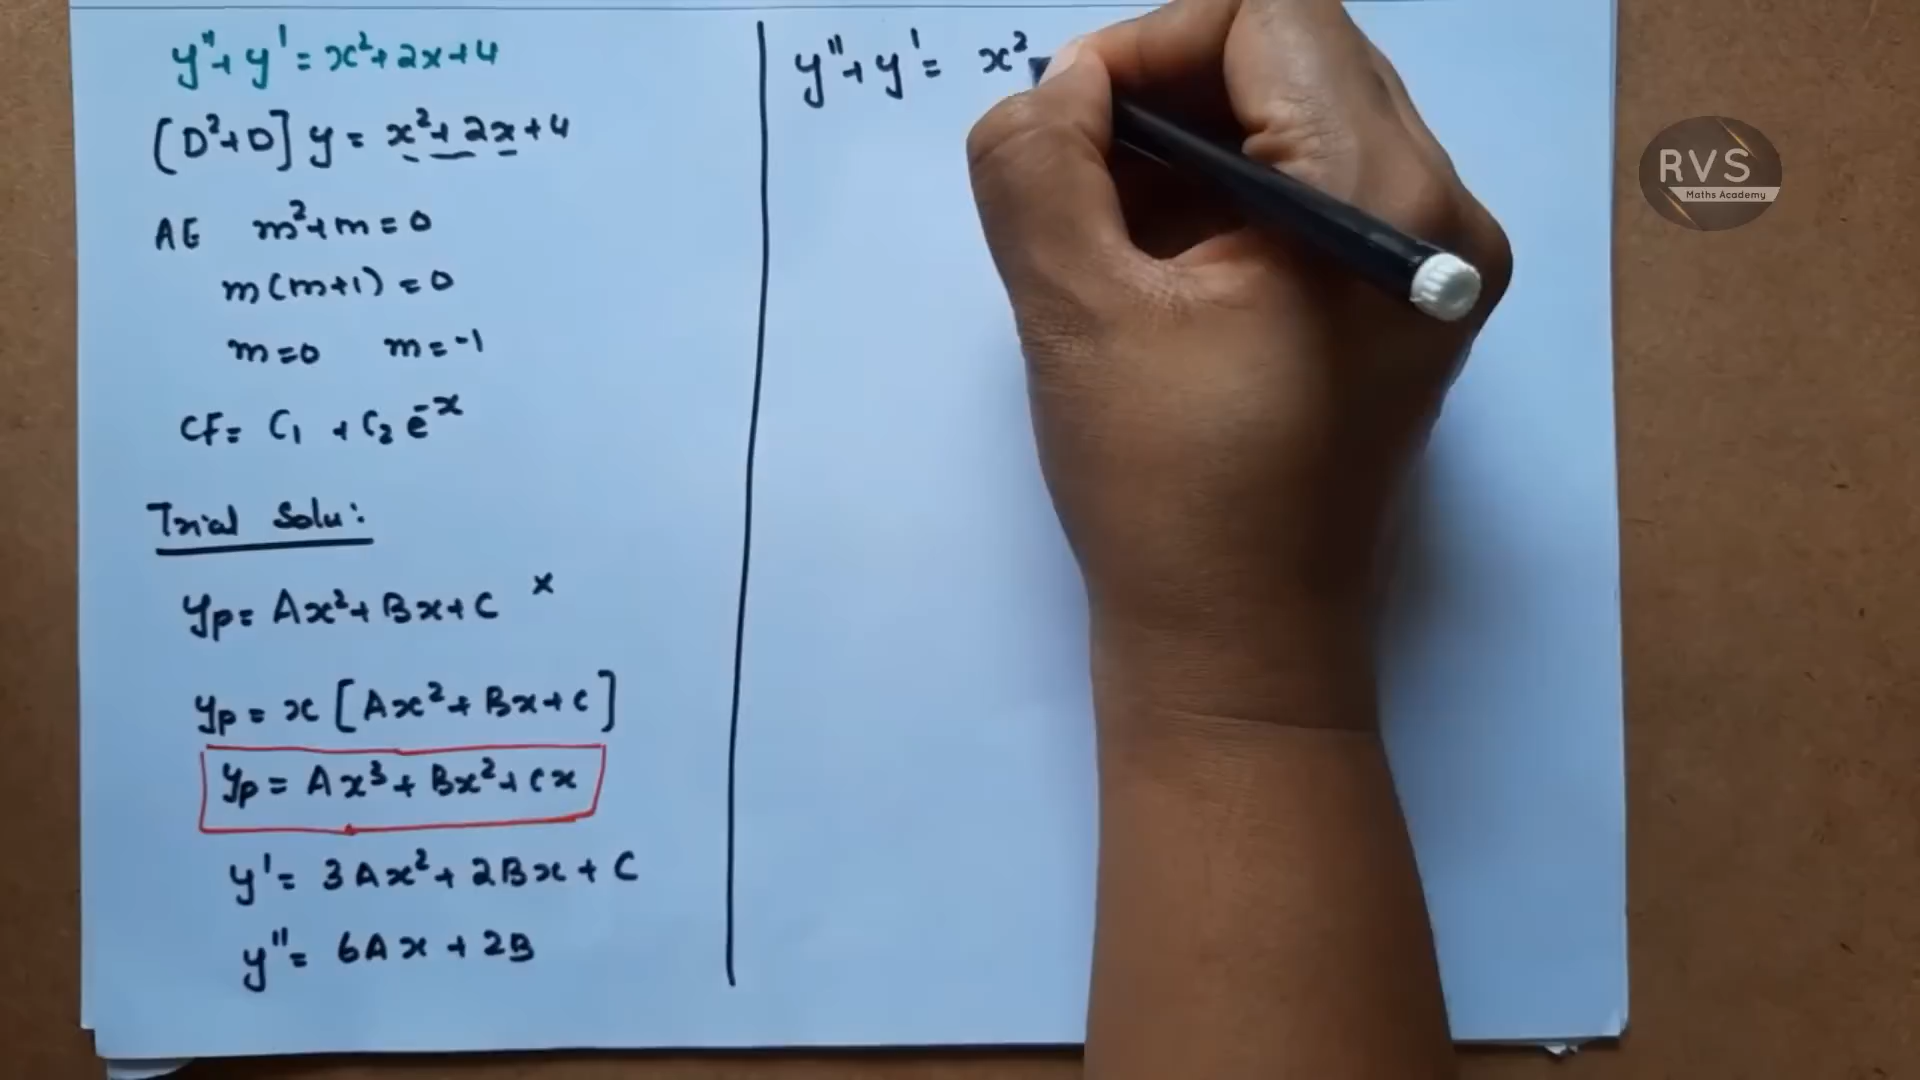 y''+y'=x²+2x+4
[D²+D]y=x²+2x+4
AE m²+m=0
m(m+1)=0
m=0 m=-1
CF= C₁ + C₂ e⁻ˣ
Trial Solu:
yp= Ax²+Bx+C ×
yp = x[Ax²+Bx+C]
yp = Ax³+Bx²+Cx
y'= 3Ax²+2Bx+C
y''= 6Ax+2B
y''+y'= x²
RVS
Maths Academy